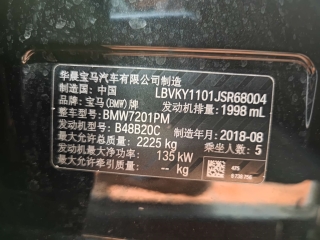 华晨宝马汽车有限公司制造
制造国：中国 LBVKY1101JSR68004
品牌：宝马(BMW)牌 发动机排量：1998 mL
整车型号：BMW7201PM
发动机型号：B48B20C 制造年月：2018-08
最大允许总质量：2225 kg 乘坐人数：5
发动机最大净功率：135 kW
最大允许牵引质量：-- kg
475